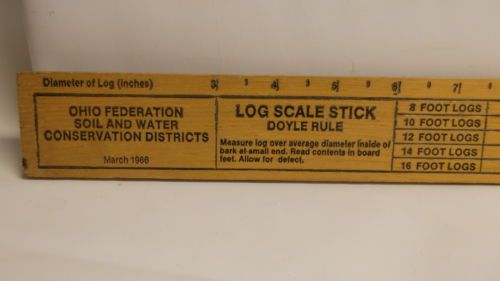 Diameter of Log (inches)
OHIO FEDERATION
SOIL AND WATER
CONSERVATION DISTRICTS
March 1986
LOG SCALE STICK
DOYLE RULE
Measure log over average diameter inside of
bark at small end. Read contents in board
feet. Allow for defect.
8 FOOT LOGS
10 FOOT LOGS
12 FOOT LOGS
14 FOOT LOGS
16 FOOT LOGS